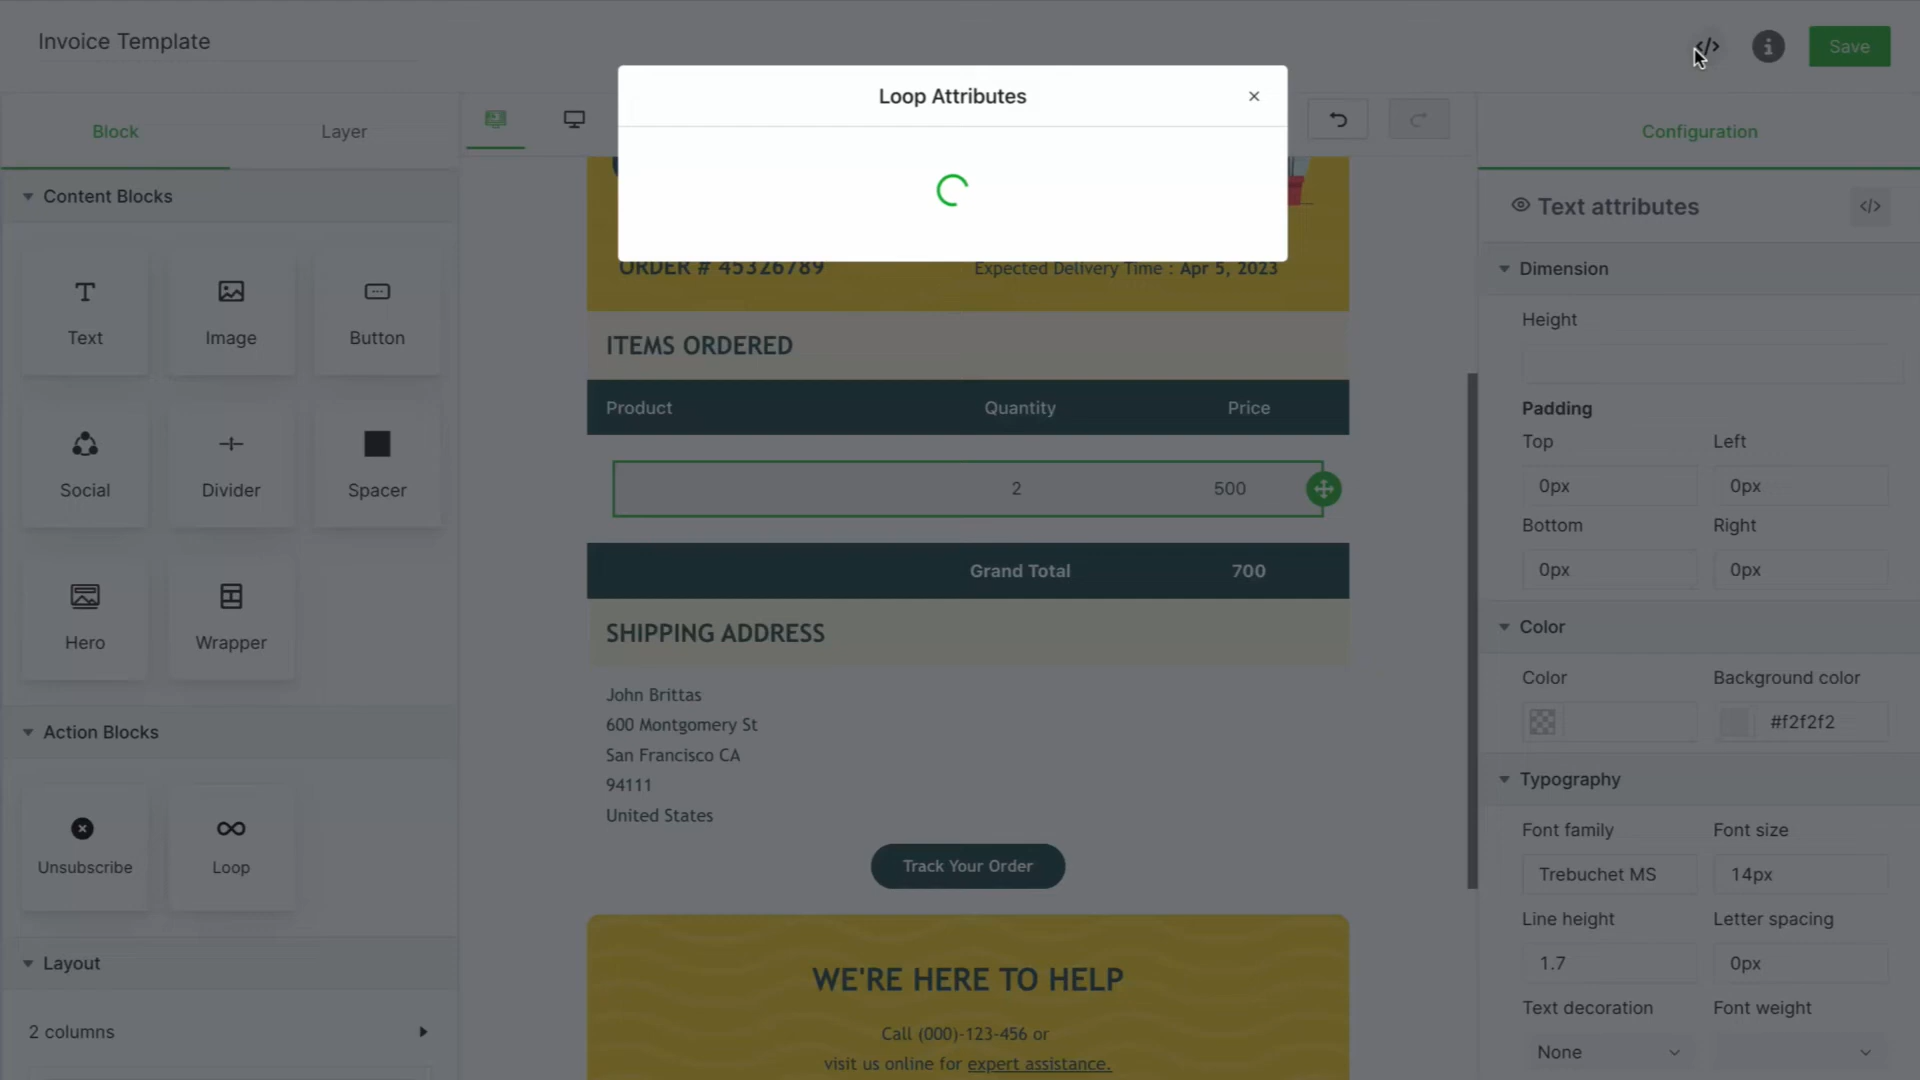 Invoice Template
</>
Save
Loop Attributes
×
Block
Layer
Configuration
Content Blocks
Text
Image
Button
Social
Divider
Spacer
Hero
Wrapper
Action Blocks
Unsubscribe
Loop
Layout
2 columns
ORDER # 45326789
Expected Delivery Time : Apr 5, 2023
ITEMS ORDERED
Product Quantity Price
2 500
Grand Total 700
SHIPPING ADDRESS
John Brittas
600 Montgomery St
San Francisco CA
94111
United States
Track Your Order
WE'RE HERE TO HELP
Call (000)-123-456 or
visit us online for expert assistance.
Text attributes
</>
Dimension
Height
Padding
Top Left
0px 0px
Bottom Right
0px 0px
Color
Color Background color
#f2f2f2
Typography
Font family Font size
Trebuchet MS 14px
Line height Letter spacing
1.7 0px
Text decoration Font weight
None